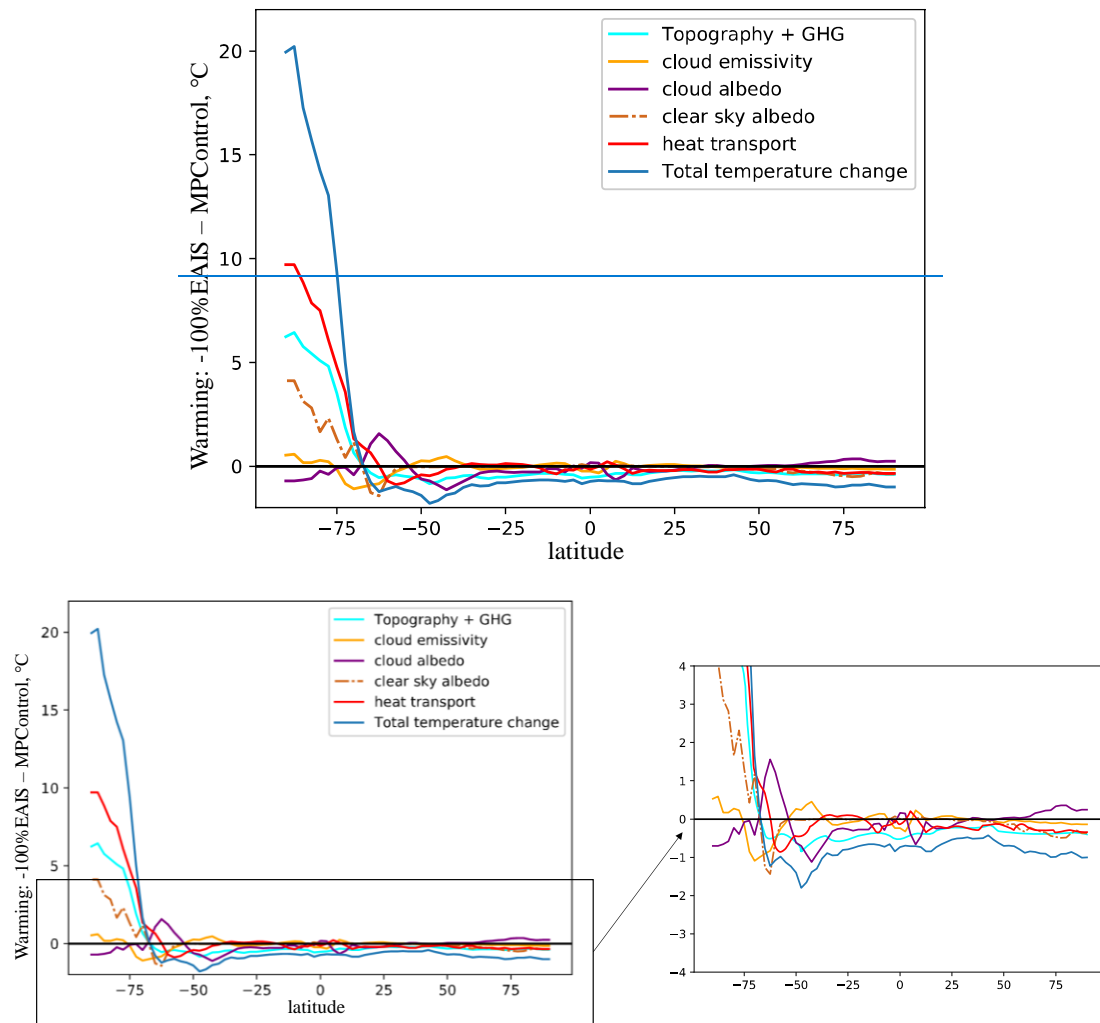 Warming: -100%EAIS – MPControl, °C
20
15
10
5
0
Topography + GHG
cloud emissivity
cloud albedo
clear sky albedo
heat transport
Total temperature change
−75
−50
−25
0
25
50
75
latitude
Warming: -100%EAIS – MPControl, °C
20
15
10
5
0
Topography + GHG
cloud emissivity
cloud albedo
clear sky albedo
heat transport
Total temperature change
−75
−50
−25
0
25
50
75
latitude
4
3
2
1
0
−1
−2
−3
−4
−75
−50
−25
0
25
50
75